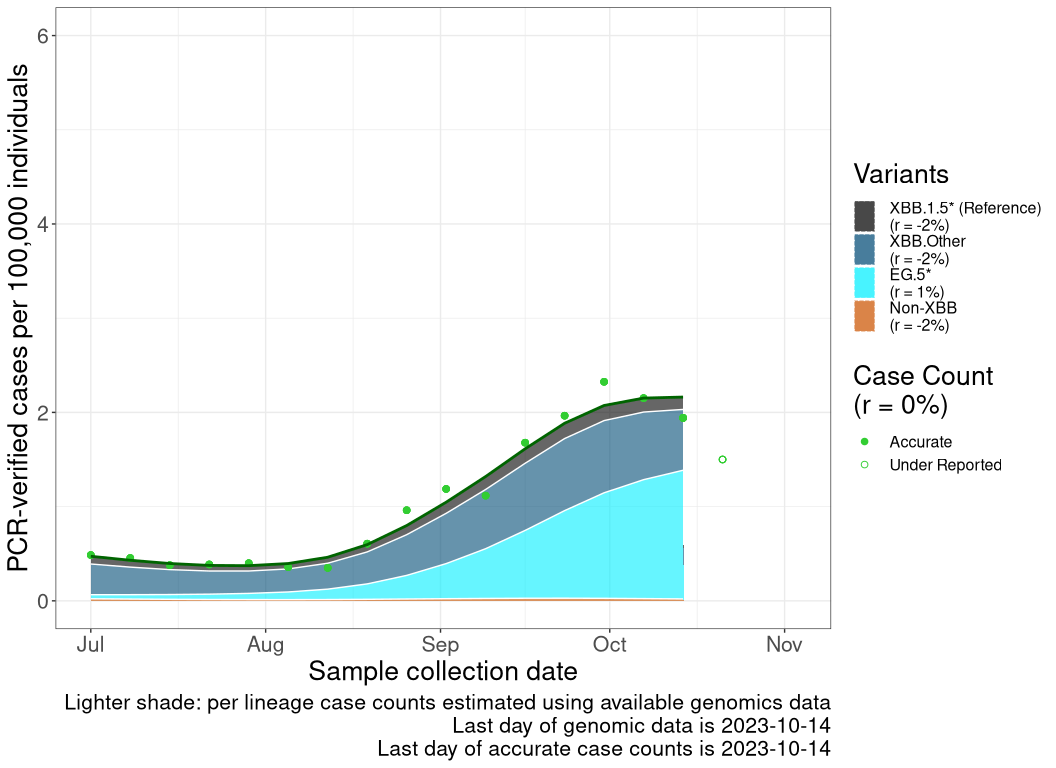 PCR-verified cases per 100,000 individuals
6
4
2
0
Jul
Aug
Sep
Oct
Nov
Sample collection date
Lighter shade: per lineage case counts estimated using available genomics data
Last day of genomic data is 2023-10-14
Last day of accurate case counts is 2023-10-14
Variants
XBB.1.5* (Reference)
(r = -2%)
XBB.Other
(r = -2%)
EG.5*
(r = 1%)
Non-XBB
(r = -2%)
Case Count
(r = 0%)
Accurate
Under Reported